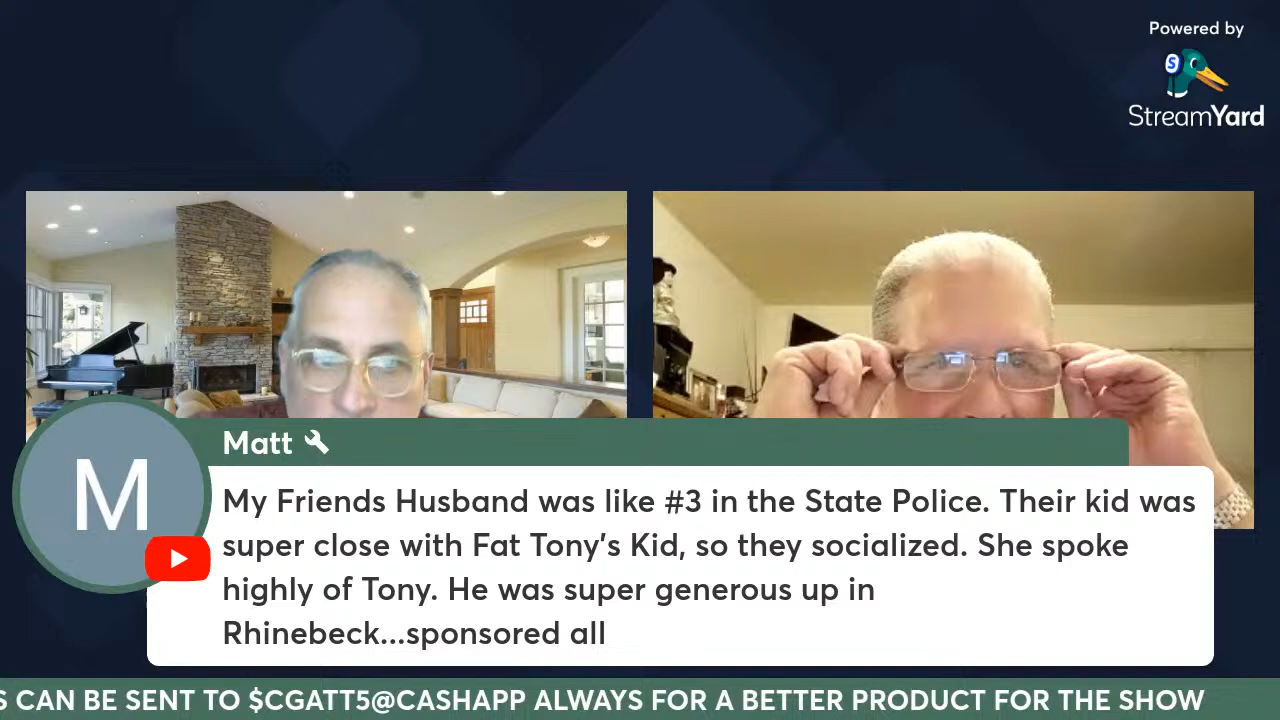 Powered by
S
StreamYard
M
Matt
My Friends Husband was like #3 in the State Police. Their kid was
super close with Fat Tony's Kid, so they socialized. She spoke
highly of Tony. He was super generous up in
Rhinebeck...sponsored all
S CAN BE SENT TO $CGATT5@CASHAPP ALWAYS FOR A BETTER PRODUCT FOR THE SHOW